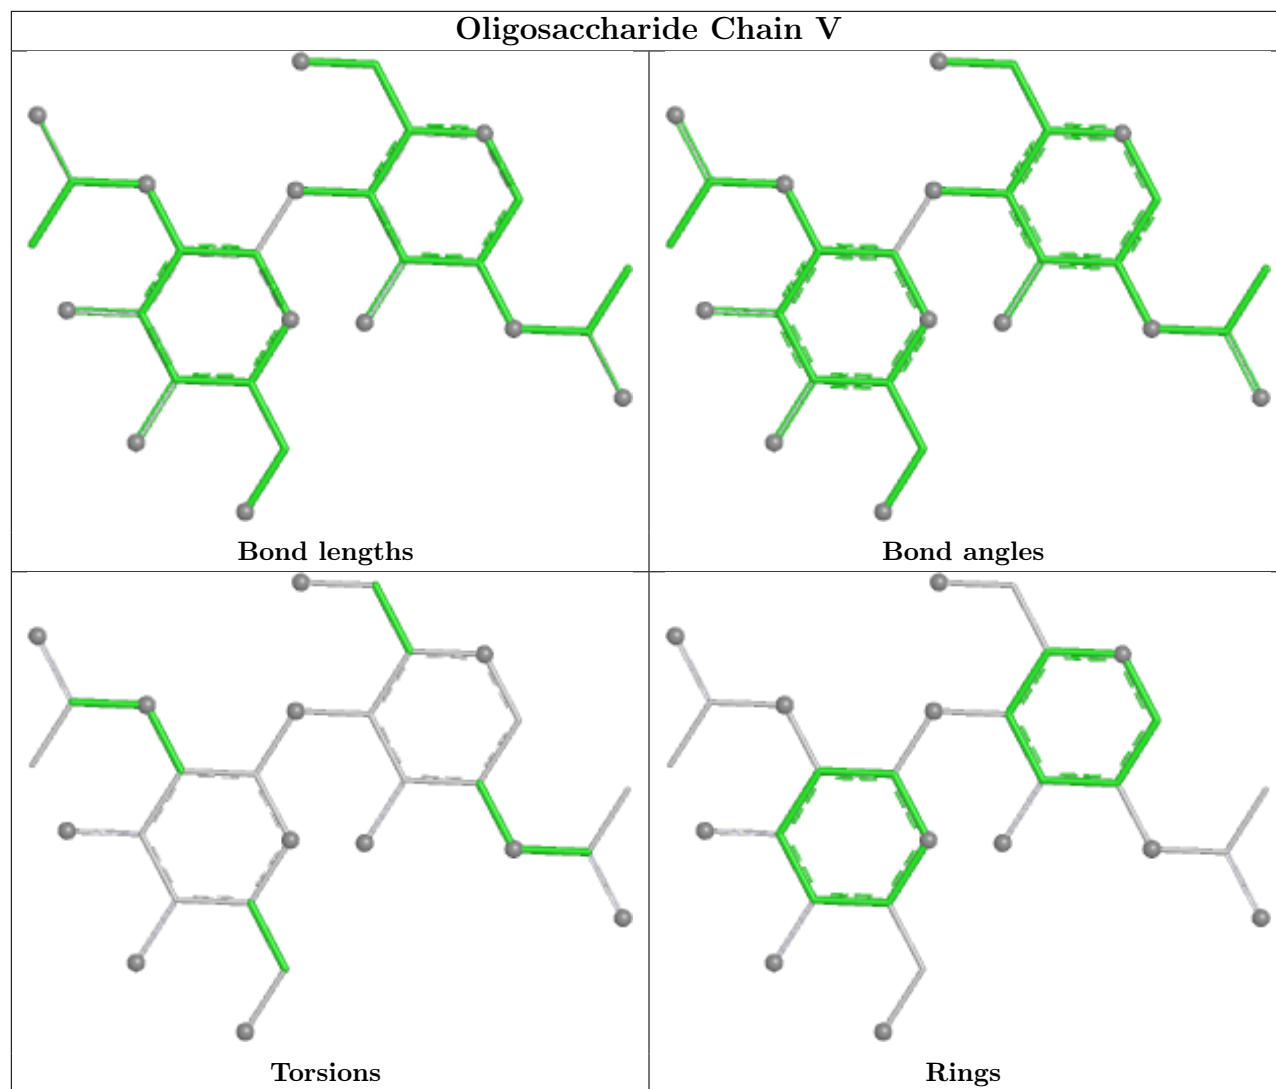 Oligosaccharide Chain V
Bond lengths
Bond angles
Torsions
Rings